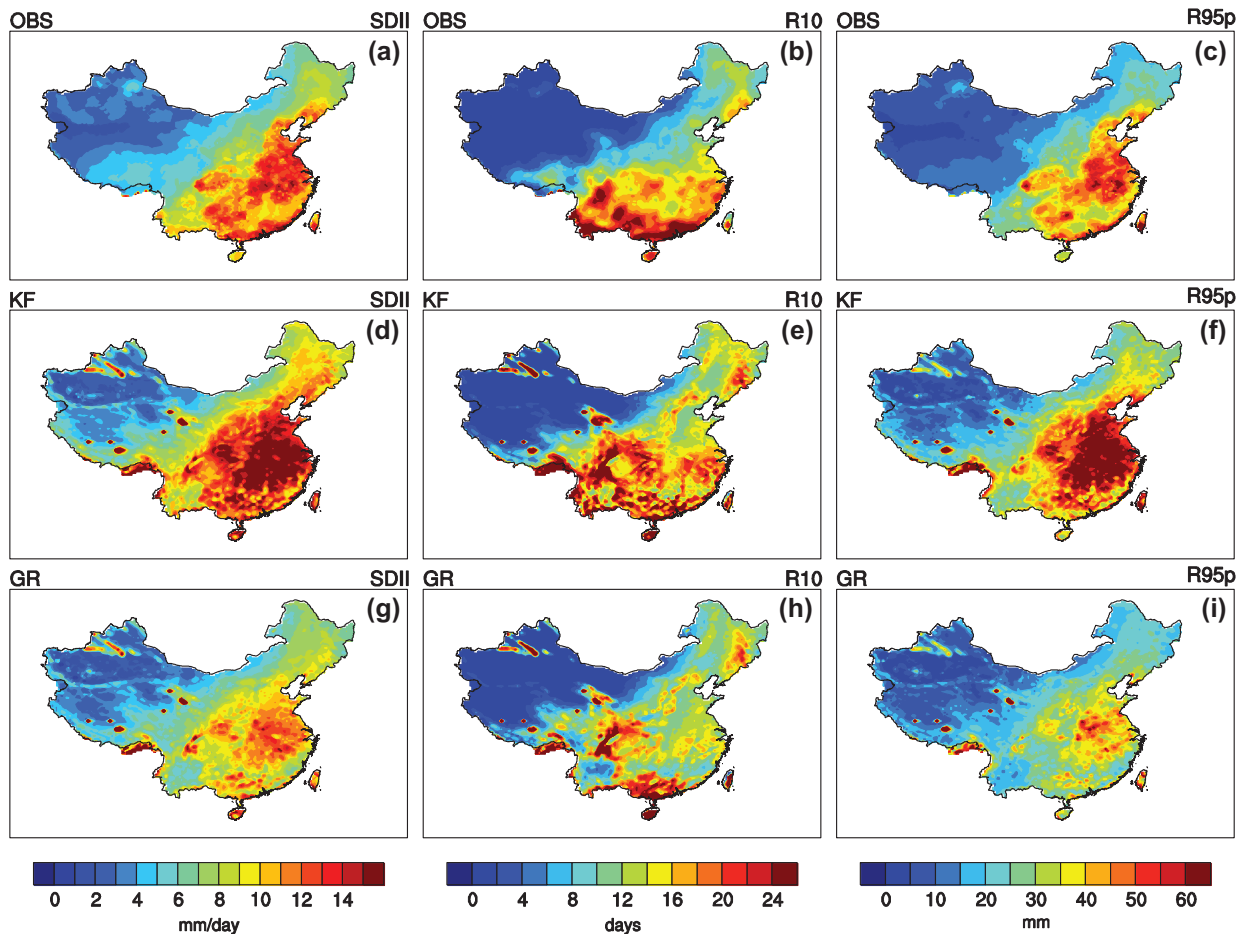 OBS SDII
(a)
OBS R10
(b)
OBS R95p
(c)
KF SDII
(d)
KF R10
(e)
KF R95p
(f)
GR SDII
(g)
GR R10
(h)
GR R95p
(i)
0 2 4 6 8 10 12 14
mm/day
0 4 8 12 16 20 24
days
0 10 20 30 40 50 60
mm